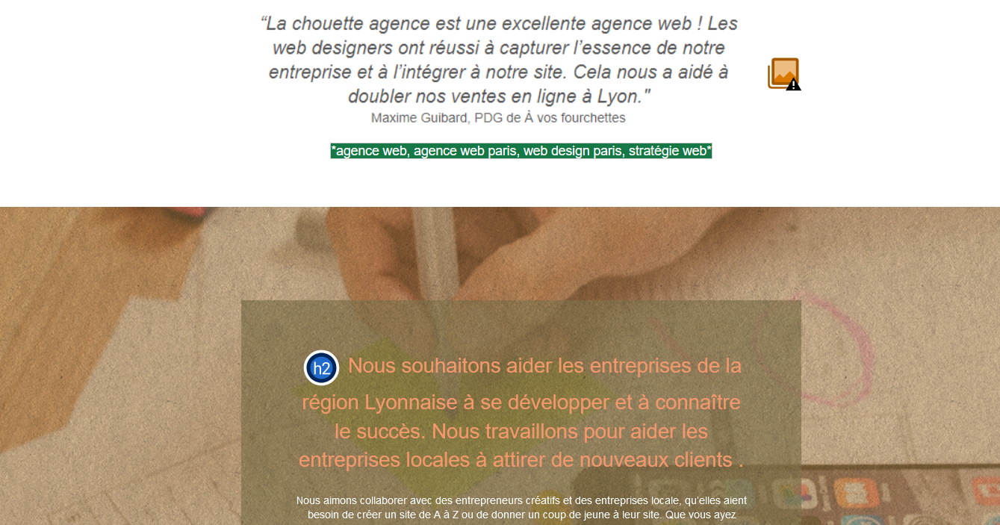 “La chouette agence est une excellente agence web ! Les
web designers ont réussi à capturer l’essence de notre
entreprise et à l’intégrer à notre site. Cela nous a aidé à
doubler nos ventes en ligne à Lyon."
Maxime Guibard, PDG de À vos fourchettes
*agence web, agence web paris, web design paris, stratégie web*
h2 Nous souhaitons aider les entreprises de la
région Lyonnaise à se développer et à connaître
le succès. Nous travaillons pour aider les
entreprises locales à attirer de nouveaux clients .
Nous aimons collaborer avec des entrepreneurs créatifs et des entreprises locale, qu’elles aient
besoin de créer un site de A à Z ou de donner un coup de jeune à leur site. Que vous ayez